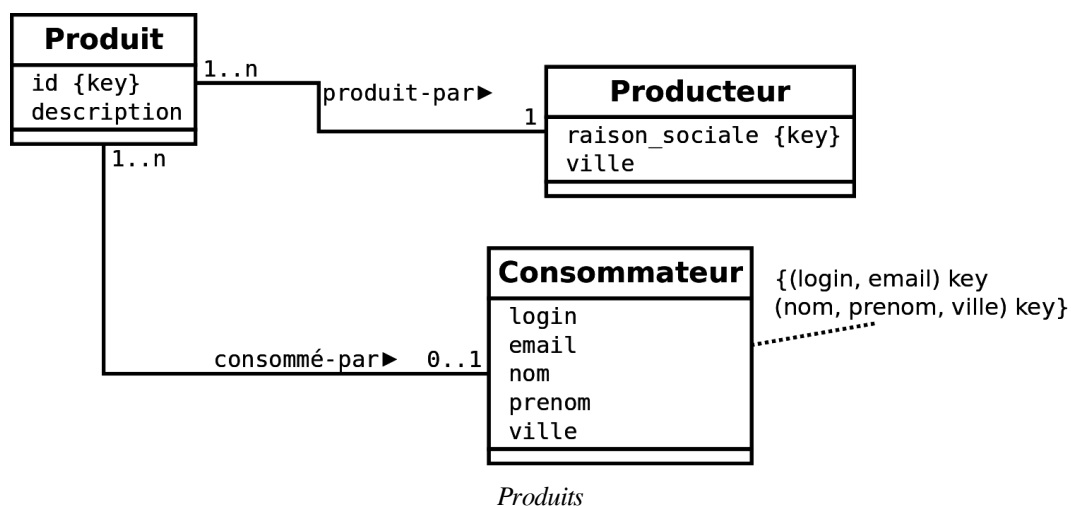 Produit
id {key}
description
1..n
produit-par►
1
Producteur
raison_sociale {key}
ville
1..n
consommé-par►
0..1
Consommateur
login
email
nom
prenom
ville
{(login, email) key
(nom, prenom, ville) key}
Produits